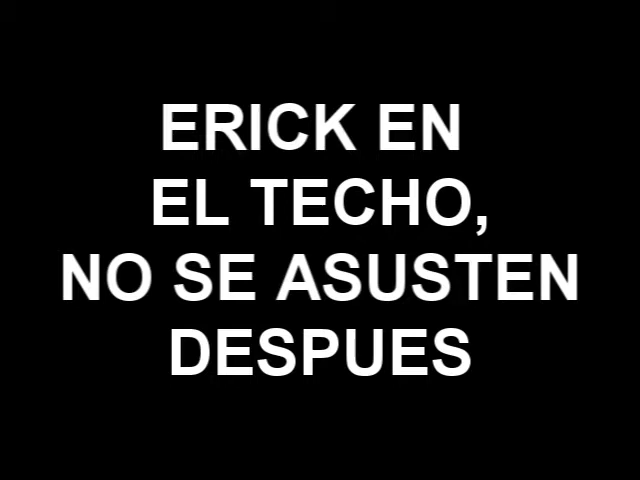 ERICK EN
EL TECHO,
NO SE ASUSTEN
DESPUES